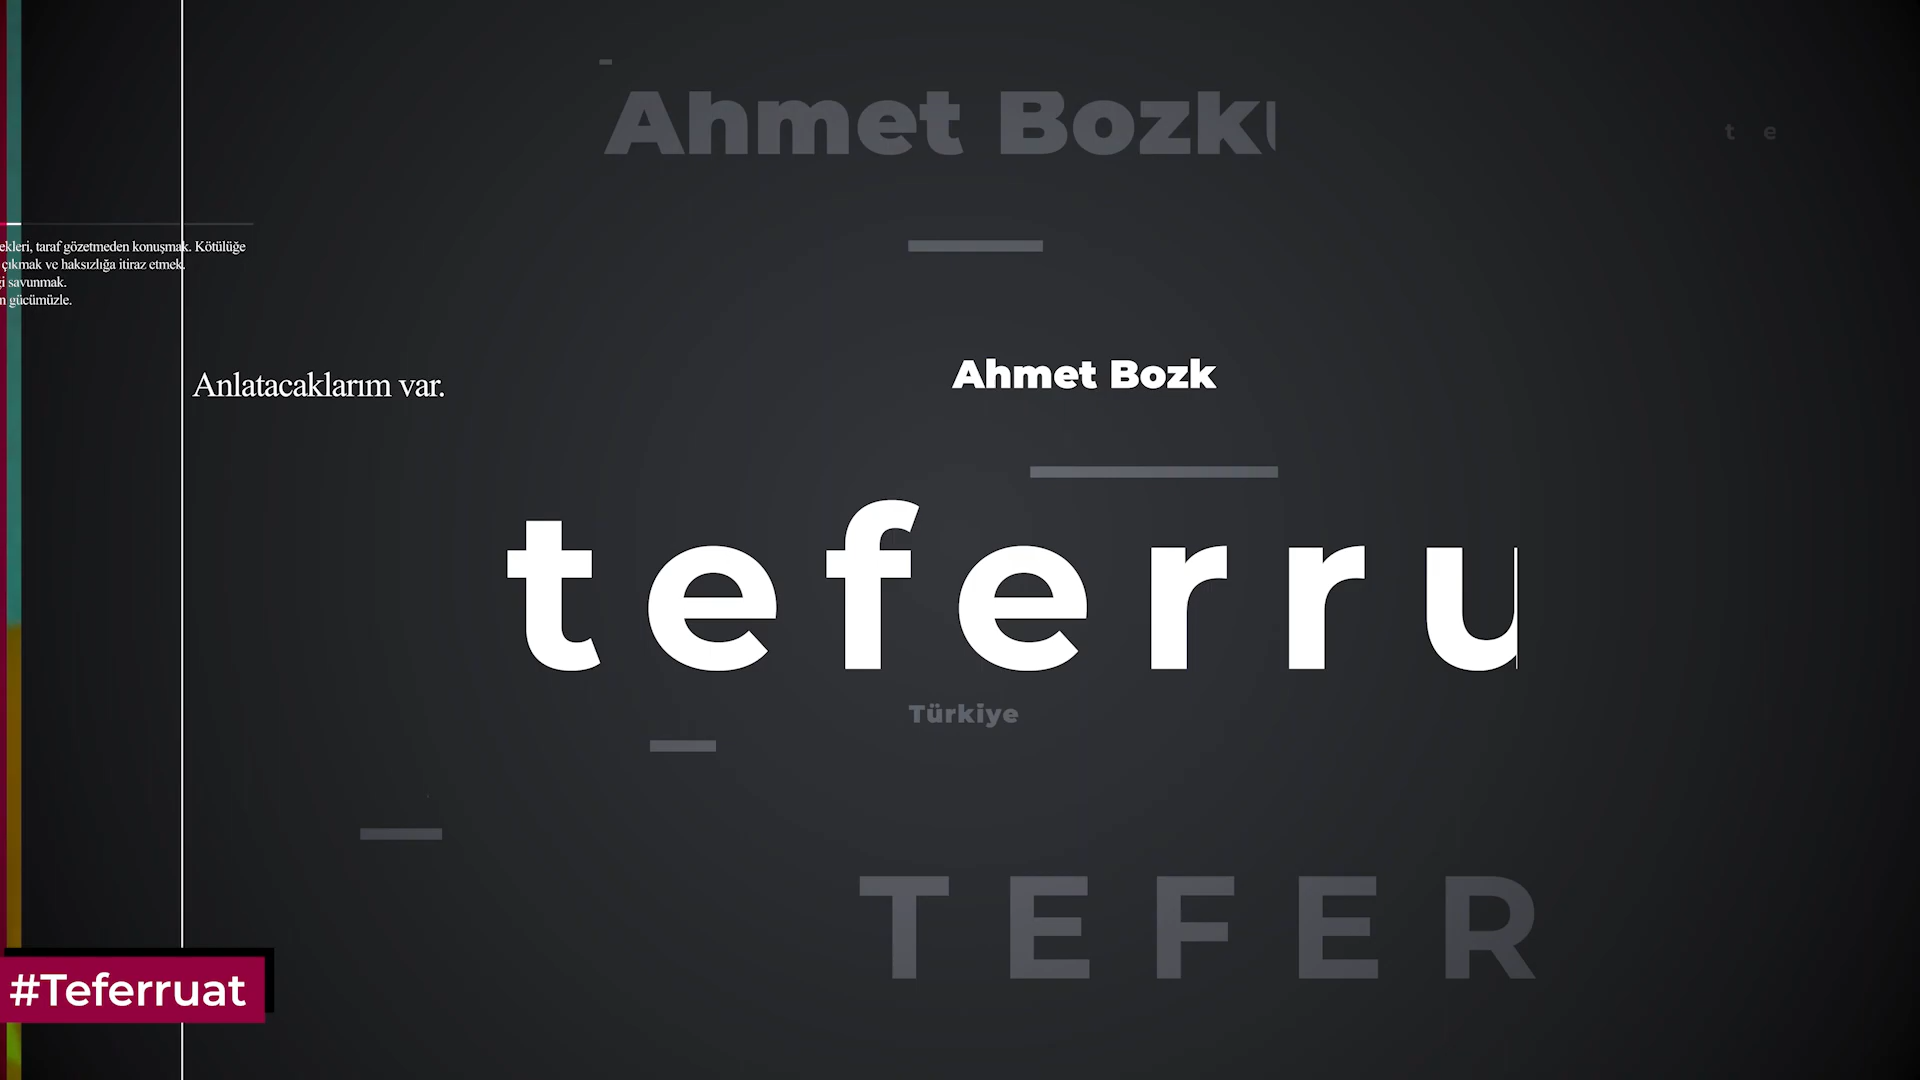 Ahmet Bozk
t e
ekleri, taraf gözetmeden konuşmak. Kötülüğe
çıkmak ve haksızlığa itiraz etmek.
ği savunmak.
n gücümüzle.
Anlatacaklarım var.
Ahmet Bozk
teferru
Türkiye
TEFER
#Teferruat